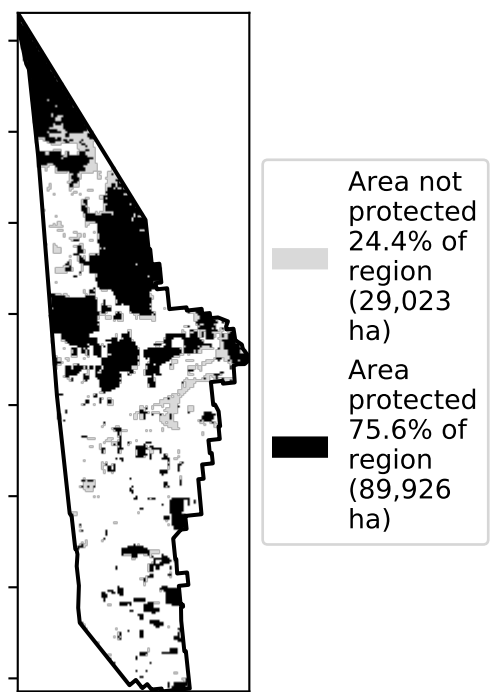 Area not
protected
24.4% of
region
(29,023
ha)
Area
protected
75.6% of
region
(89,926
ha)